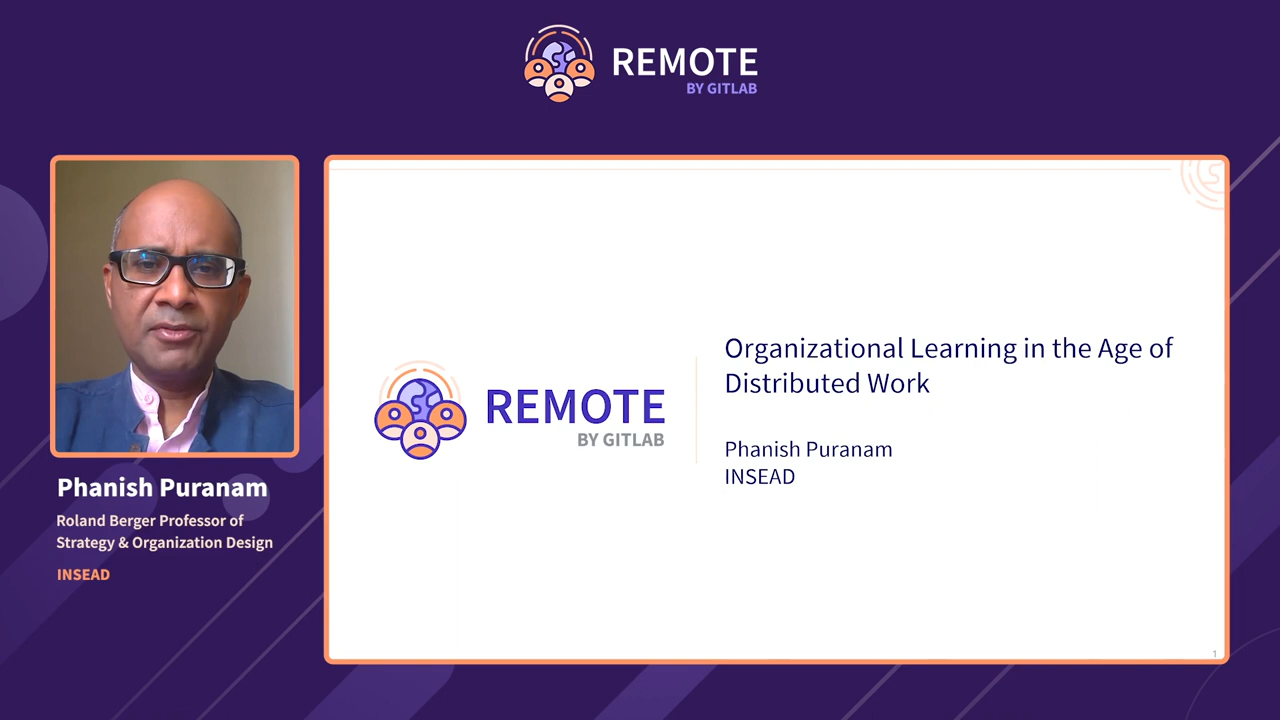 REMOTE
BY GITLAB
Phanish Puranam
Roland Berger Professor of
Strategy & Organization Design
INSEAD
REMOTE
BY GITLAB
Organizational Learning in the Age of
Distributed Work
Phanish Puranam
INSEAD
1